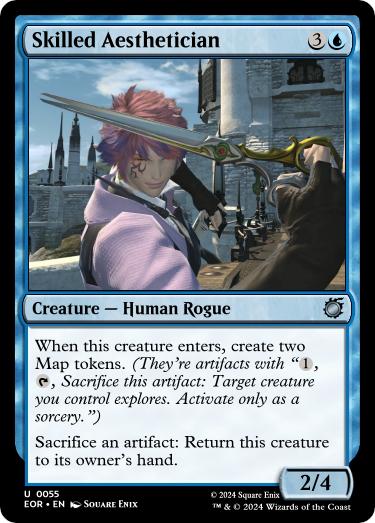 Skilled Aesthetician 3
Creature — Human Rogue
When this creature enters, create two
Map tokens. (They're artifacts with “1,
T, Sacrifice this artifact: Target creature
you control explores. Activate only as a
sorcery.”)
Sacrifice an artifact: Return this creature
to its owner's hand.
2/4
U 0055
EOR • EN SQUARE ENIX
© 2024 Square Enix
™ & © 2024 Wizards of the Coast